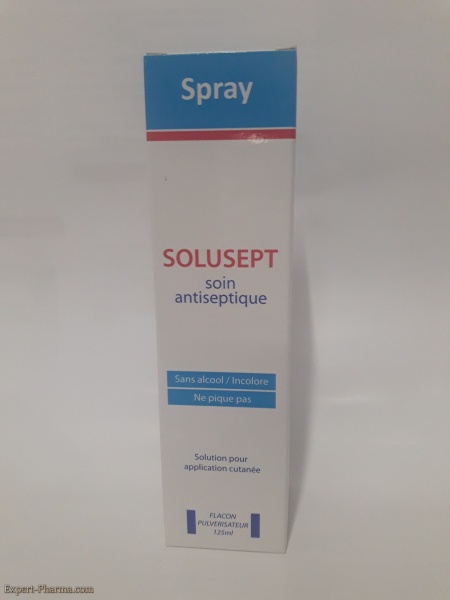 Spray
SOLUSEPT
soin
antiseptique
Sans alcool / Incolore
Ne pique pas
Solution pour
application cutanée
FLACON
PULVERISATEUR
125ml
Expert-Pharma.com